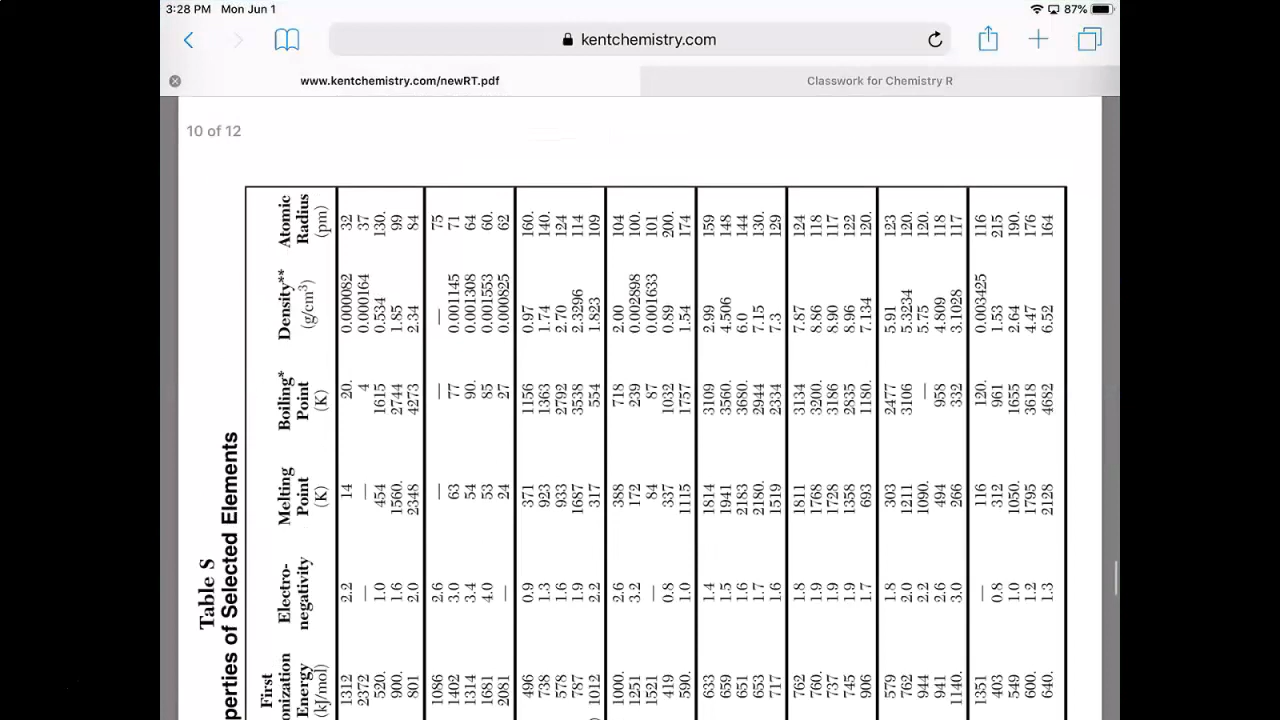 3:28 PM Mon Jun 1
87%
kentchemistry.com
www.kentchemistry.com/newRT.pdf
Classwork for Chemistry R
10 of 12
Table S
perties of Selected Elements
First
onization Electro- Melting Boiling* Density** Atomic
Energy negativity Point Point (g/cm³) Radius
(kJ/mol) (K) (K) (pm)
1312 2.2 14 20. 0.000082 32
2372 — — 4 0.000164 37
520. 1.0 454 1615 0.534 130.
900. 1.6 1560. 2744 1.85 99
801 2.0 2348 4273 2.34 84
1086 2.6 — — — 75
1402 3.0 63 77 0.001145 71
1314 3.4 54 90. 0.001308 64
1681 4.0 53 85 0.001553 60.
2081 — 24 27 0.000825 62
496 0.9 371 1156 0.97 160.
738 1.3 923 1363 1.74 140.
578 1.6 933 2792 2.70 124
787 1.9 1687 3538 2.3296 114
1012 2.2 317 554 1.823 109
1000. 2.6 388 718 2.00 104
1251 3.2 172 239 0.002898 100.
1521 — 84 87 0.001633 101
419 0.8 337 1032 0.89 200.
590. 1.0 1115 1757 1.54 174
633 1.4 1814 3109 2.99 159
659 1.5 1941 3560. 4.506 148
651 1.6 2183 3680. 6.0 144
653 1.7 2180. 2944 7.15 130.
717 1.6 1519 2334 7.3 129
762 1.8 1811 3134 7.87 124
760. 1.9 1768 3200. 8.86 118
737 1.9 1728 3186 8.90 117
745 1.9 1358 2835 8.96 122
906 1.7 693 1180. 7.134 120.
579 1.8 303 2477 5.91 123
762 2.0 1211 3106 5.3234 120.
944 2.2 1090. — 5.75 120.
941 2.6 494 958 4.809 118
1140. 3.0 266 332 3.1028 117
1351 — 116 120. 0.003425 116
403 0.8 312 961 1.53 215
549 1.0 1050. 1655 2.64 190.
600. 1.2 1795 3618 4.47 176
640. 1.3 2128 4682 6.52 164